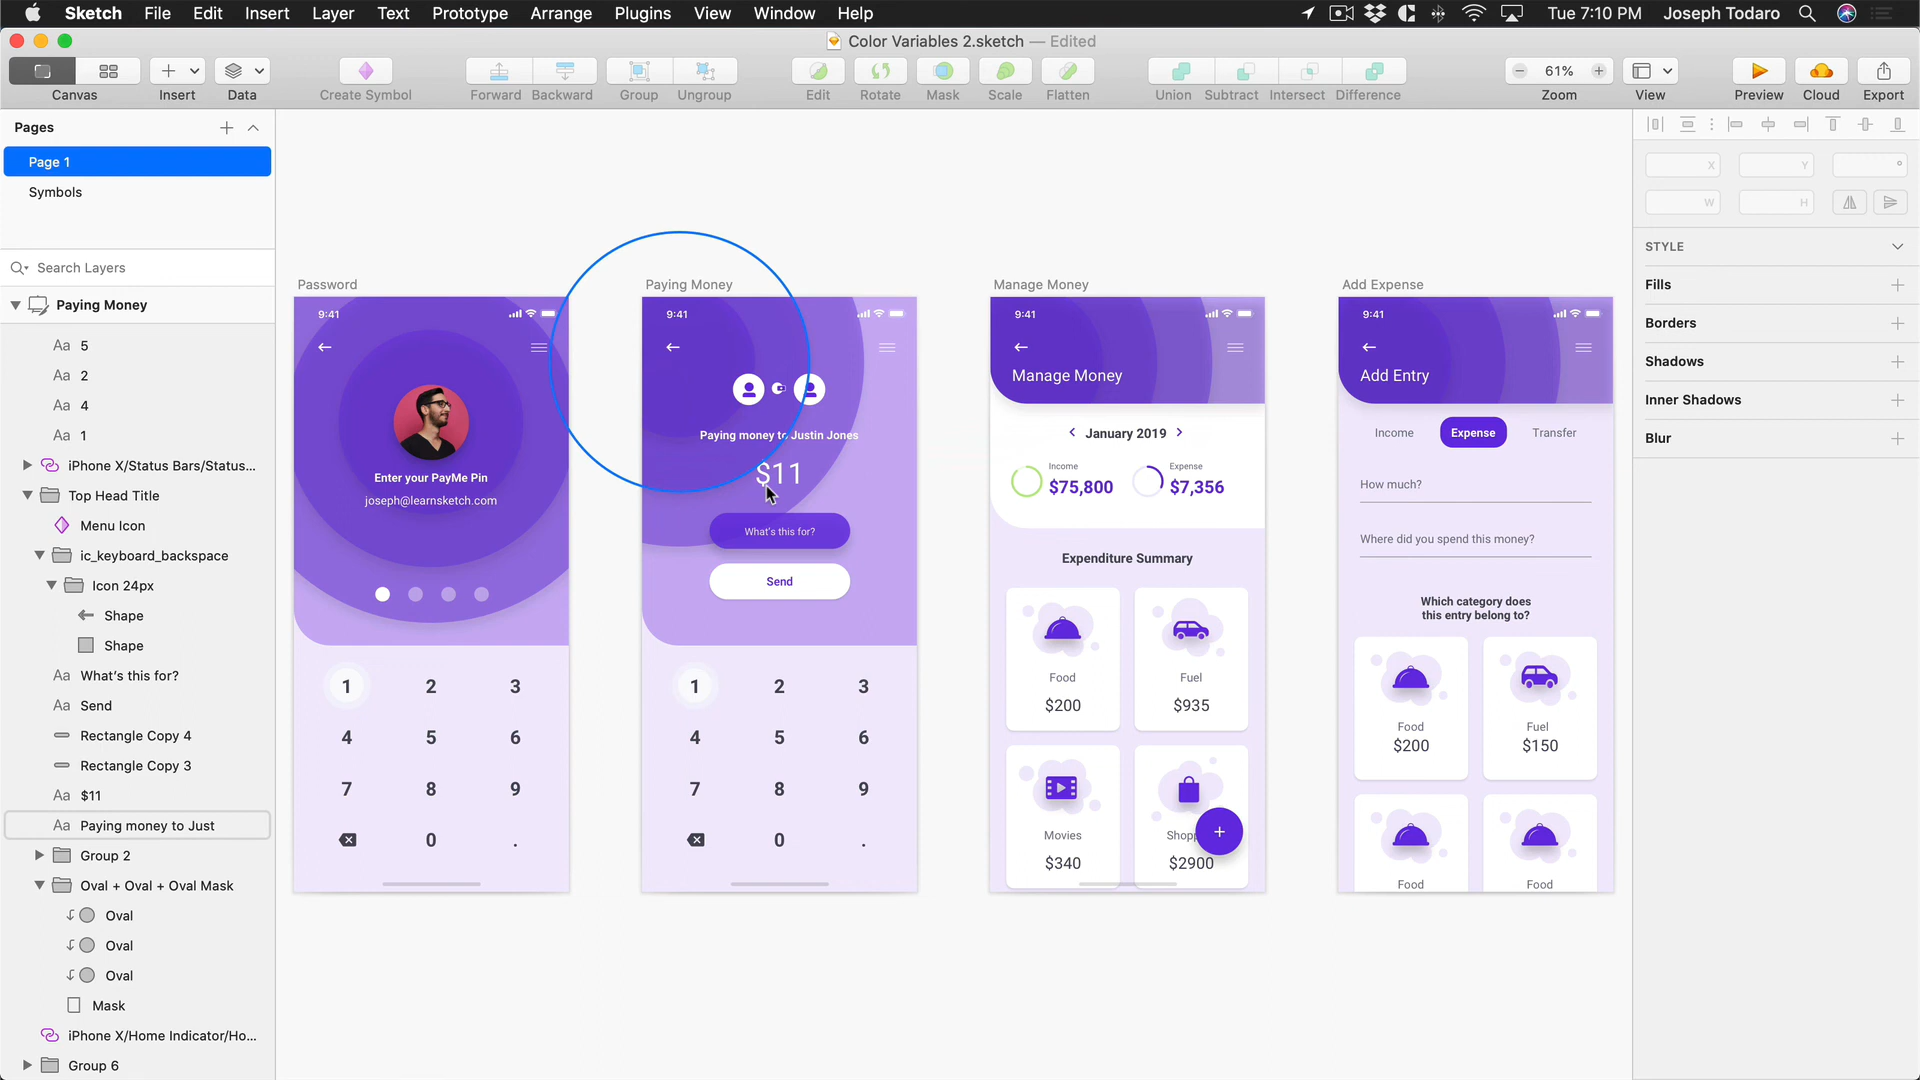 Sketch File Edit Insert Layer Text Prototype Arrange Plugins View Window Help Tue 7:10 PM Joseph Todaro
Color Variables 2.sketch — Edited
61%
Canvas Insert Data Create Symbol Forward Backward Group Ungroup Edit Rotate Mask Scale Flatten Union Subtract Intersect Difference Zoom View Preview Cloud Export
Pages
Page 1
Symbols
Search Layers
Paying Money
Aa 5
Aa 2
Aa 4
Aa 1
iPhone X/Status Bars/Status...
Top Head Title
Menu Icon
ic_keyboard_backspace
Icon 24px
Shape
Shape
Aa What's this for?
Aa Send
Rectangle Copy 4
Rectangle Copy 3
Aa $11
Aa Paying money to Just
Group 2
Oval + Oval + Oval Mask
Oval
Oval
Oval
Mask
iPhone X/Home Indicator/Ho...
Group 6
Password
9:41
Enter your PayMe Pin
joseph@learnsketch.com
1 2 3
4 5 6
7 8 9
0 .
Paying Money
9:41
Paying money to Justin Jones
$11
What's this for?
Send
1 2 3
4 5 6
7 8 9
0 .
Manage Money
9:41
Manage Money
January 2019
Income
$75,800
Expense
$7,356
Expenditure Summary
Food
$200
Fuel
$935
Movies
$340
Shopp
+
$2900
Add Expense
9:41
Add Entry
Income Expense Transfer
How much?
Where did you spend this money?
Which category does
this entry belong to?
Food
$200
Fuel
$150
Food
Food
X Y °
W H
STYLE
Fills
Borders
Shadows
Inner Shadows
Blur